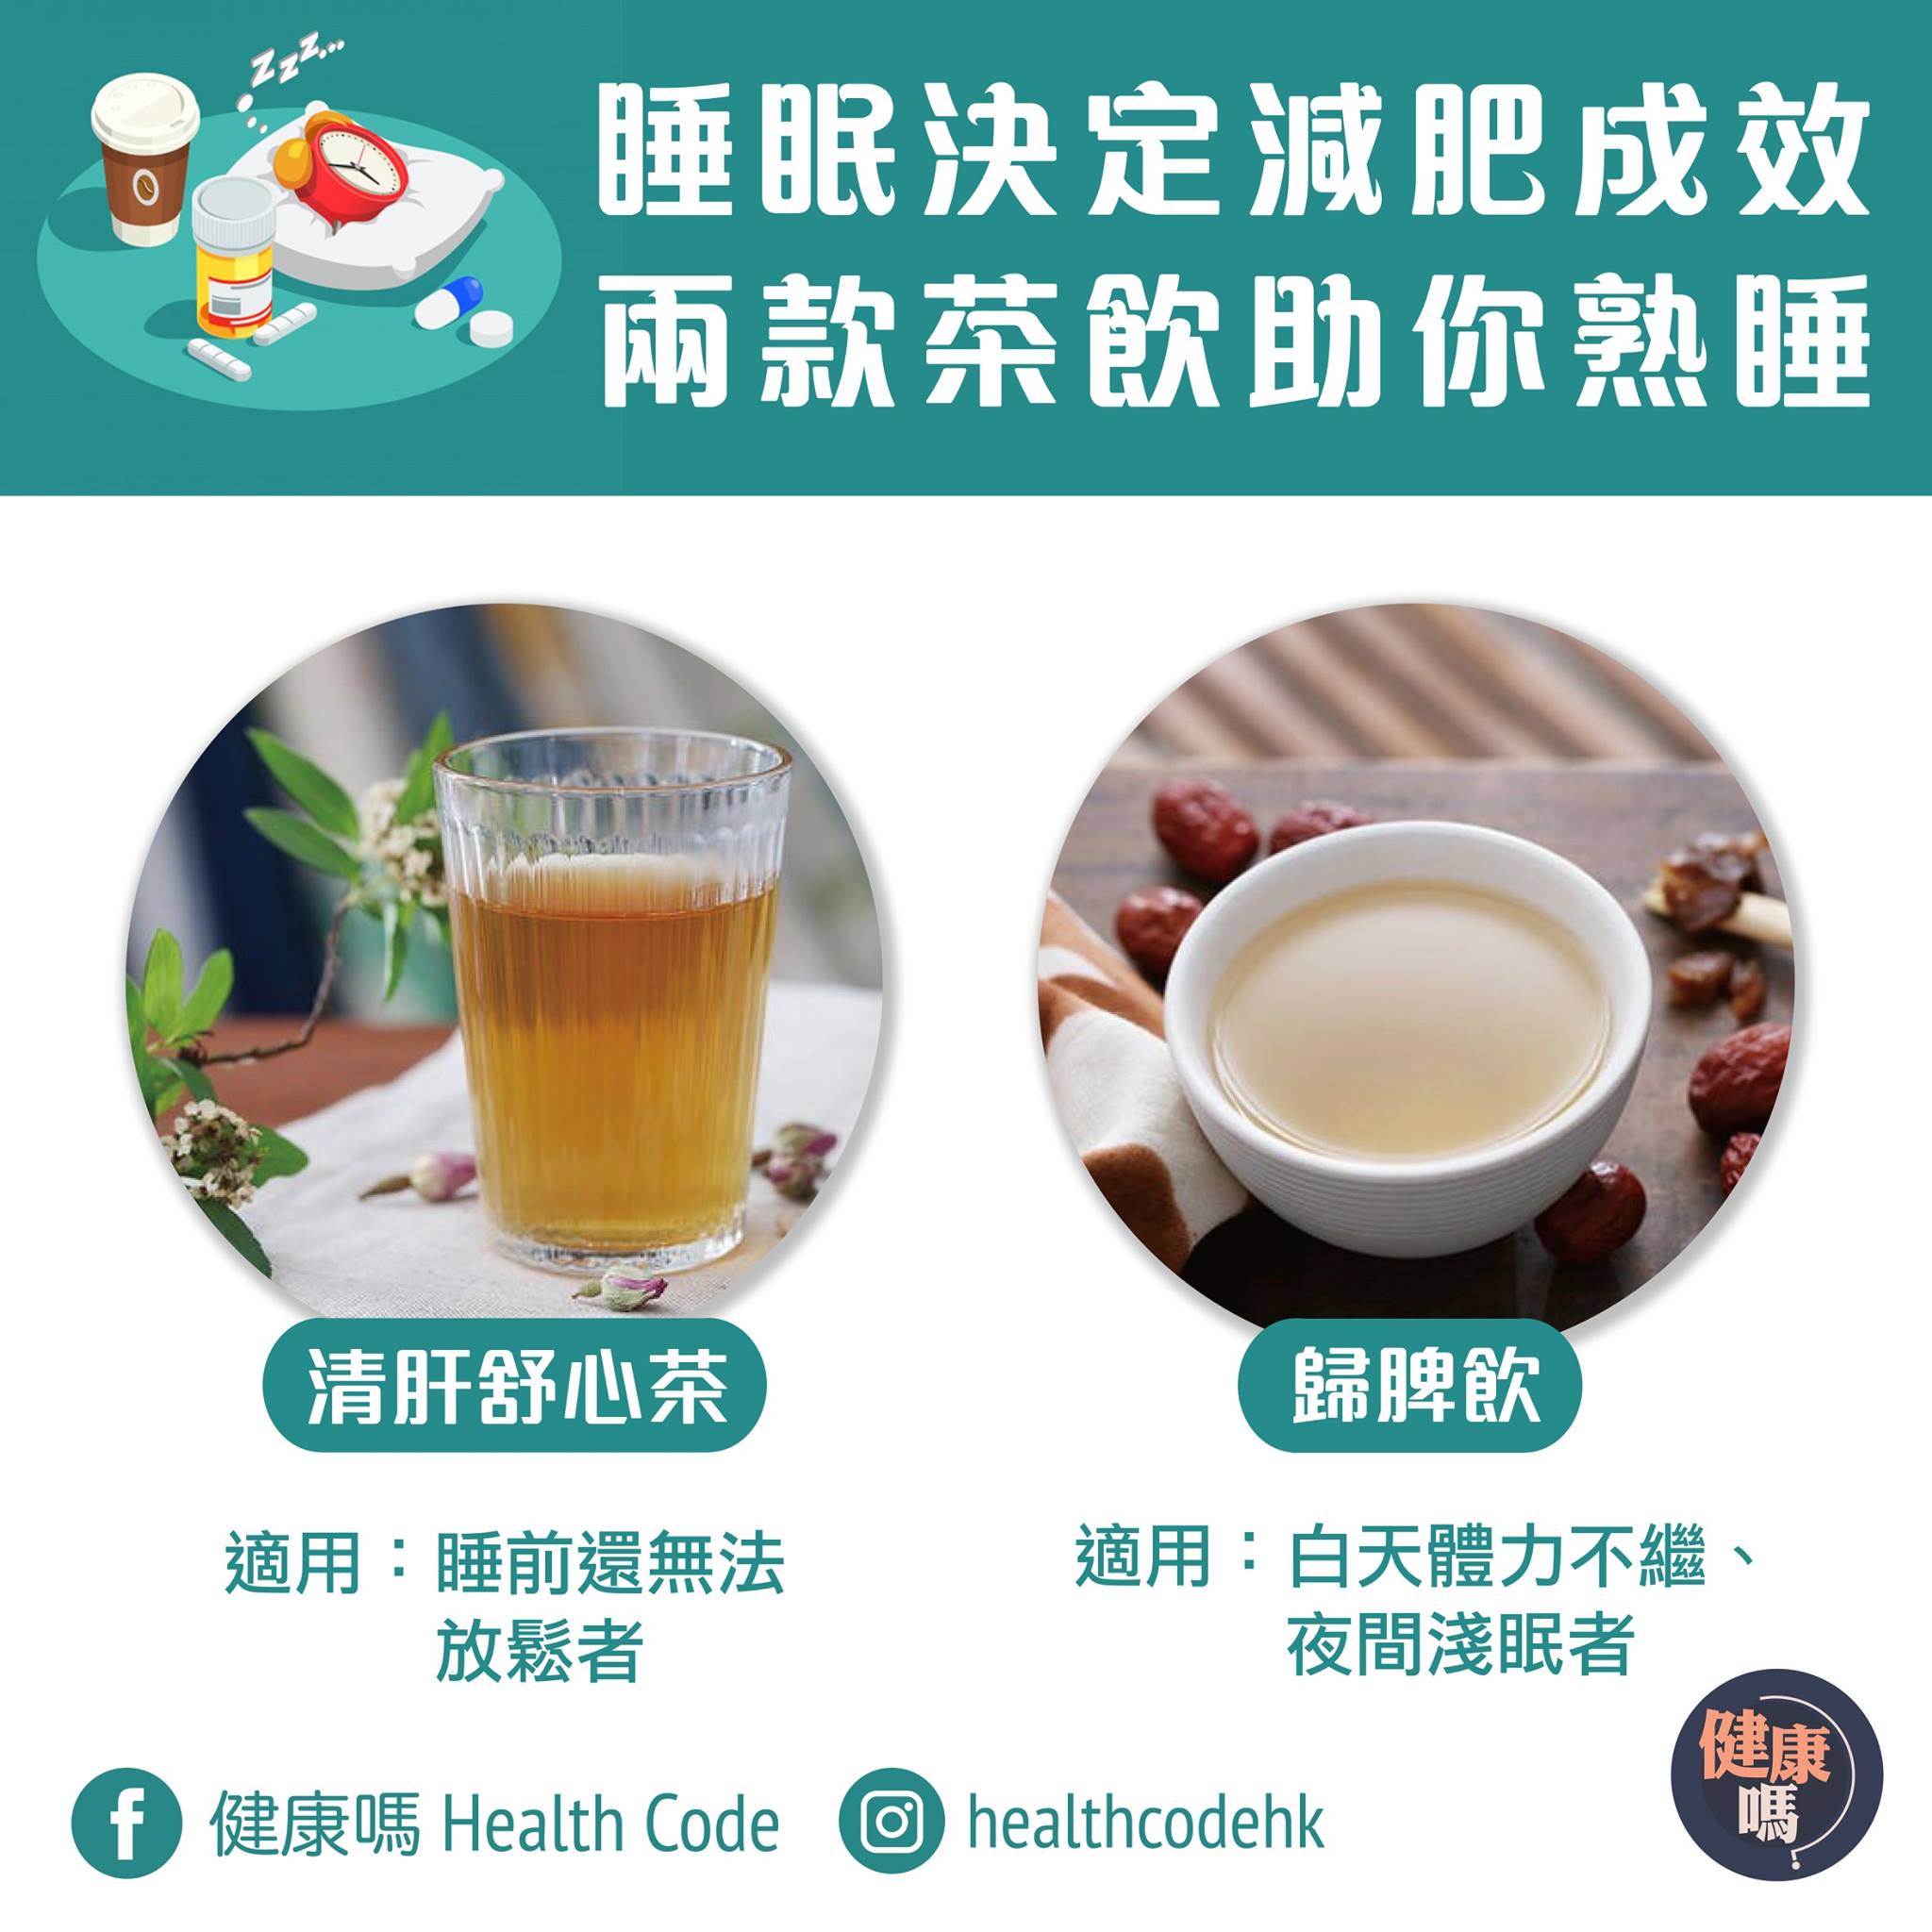 zzz...
睡眠決定減肥成效
兩款茶飲助你熟睡
清肝舒心茶
歸脾飲
適用：睡前還無法
放鬆者
適用：白天體力不繼、
夜間淺眠者
健康嗎 Health Code
healthcodehk
健康
嗎